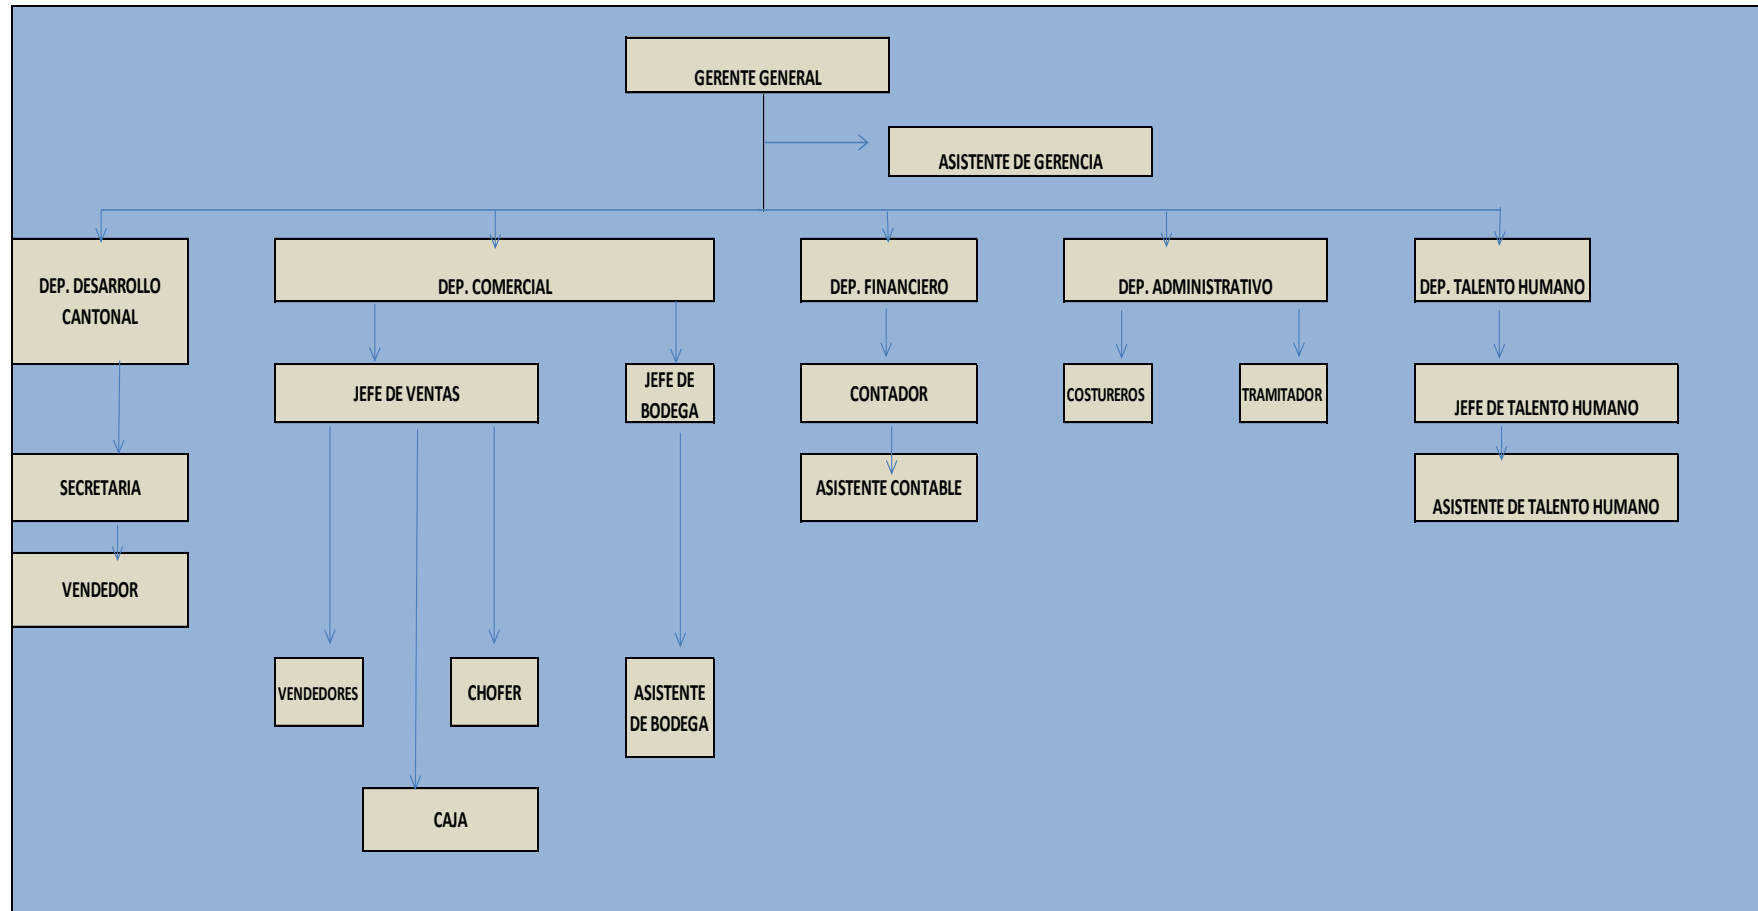 GERENTE GENERAL
ASISTENTE DE GERENCIA
DEP. DESARROLLO
CANTONAL
DEP. COMERCIAL
DEP. FINANCIERO
DEP. ADMINISTRATIVO
DEP. TALENTO HUMANO
JEFE DE VENTAS
JEFE DE
BODEGA
CONTADOR
COSTUREROS
TRAMITADOR
JEFE DE TALENTO HUMANO
SECRETARIA
ASISTENTE CONTABLE
ASISTENTE DE TALENTO HUMANO
VENDEDOR
VENDEDORES
CHOFER
ASISTENTE
DE BODEGA
CAJA